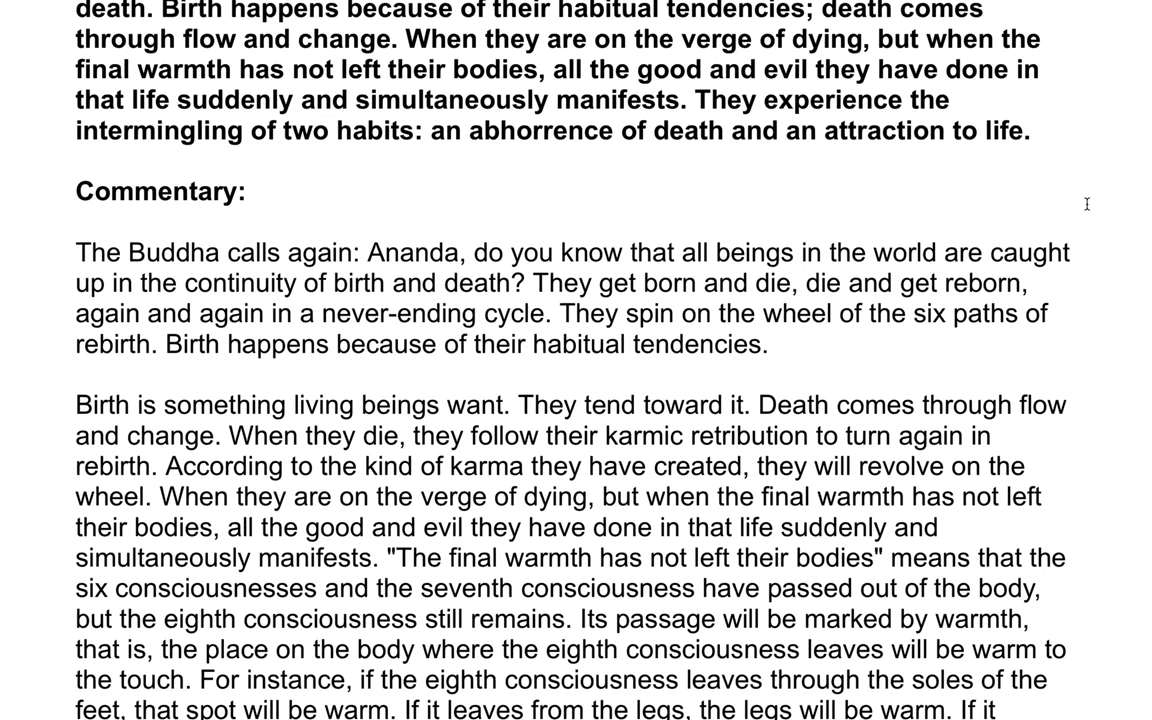 death. Birth happens because of their habitual tendencies; death comes
through flow and change. When they are on the verge of dying, but when the
final warmth has not left their bodies, all the good and evil they have done in
that life suddenly and simultaneously manifests. They experience the
intermingling of two habits: an abhorrence of death and an attraction to life.
Commentary:
The Buddha calls again: Ananda, do you know that all beings in the world are caught
up in the continuity of birth and death? They get born and die, die and get reborn,
again and again in a never-ending cycle. They spin on the wheel of the six paths of
rebirth. Birth happens because of their habitual tendencies.
Birth is something living beings want. They tend toward it. Death comes through flow
and change. When they die, they follow their karmic retribution to turn again in
rebirth. According to the kind of karma they have created, they will revolve on the
wheel. When they are on the verge of dying, but when the final warmth has not left
their bodies, all the good and evil they have done in that life suddenly and
simultaneously manifests. "The final warmth has not left their bodies" means that the
six consciousnesses and the seventh consciousness have passed out of the body,
but the eighth consciousness still remains. Its passage will be marked by warmth,
that is, the place on the body where the eighth consciousness leaves will be warm to
the touch. For instance, if the eighth consciousness leaves through the soles of the
feet, that spot will be warm. If it leaves from the legs, the legs will be warm. If it